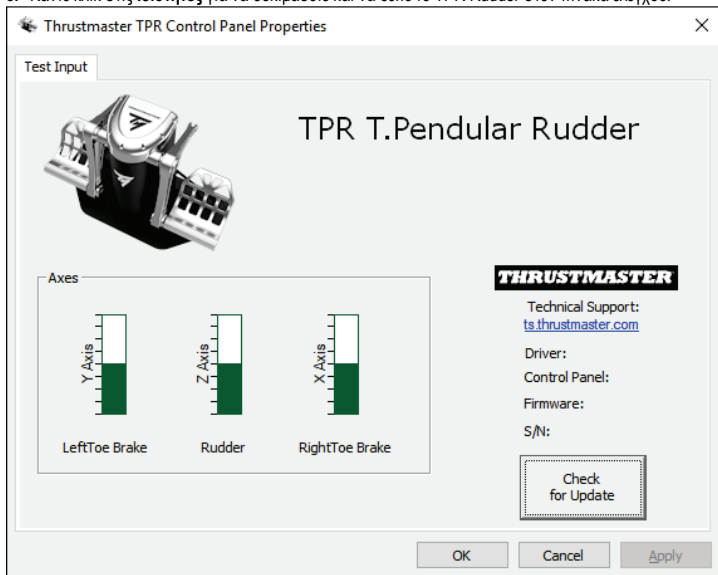 Thrustmaster TPR Control Panel Properties
Test Input
TPR T.Pendular Rudder
Axes
Y Axis
Z Axis
X Axis
LeftToe Brake
Rudder
RightToe Brake
THRUSTMASTER
Technical Support:
ts.thrustmaster.com
Driver:
Control Panel:
Firmware:
S/N:
Check
for Update
OK
Cancel
Apply